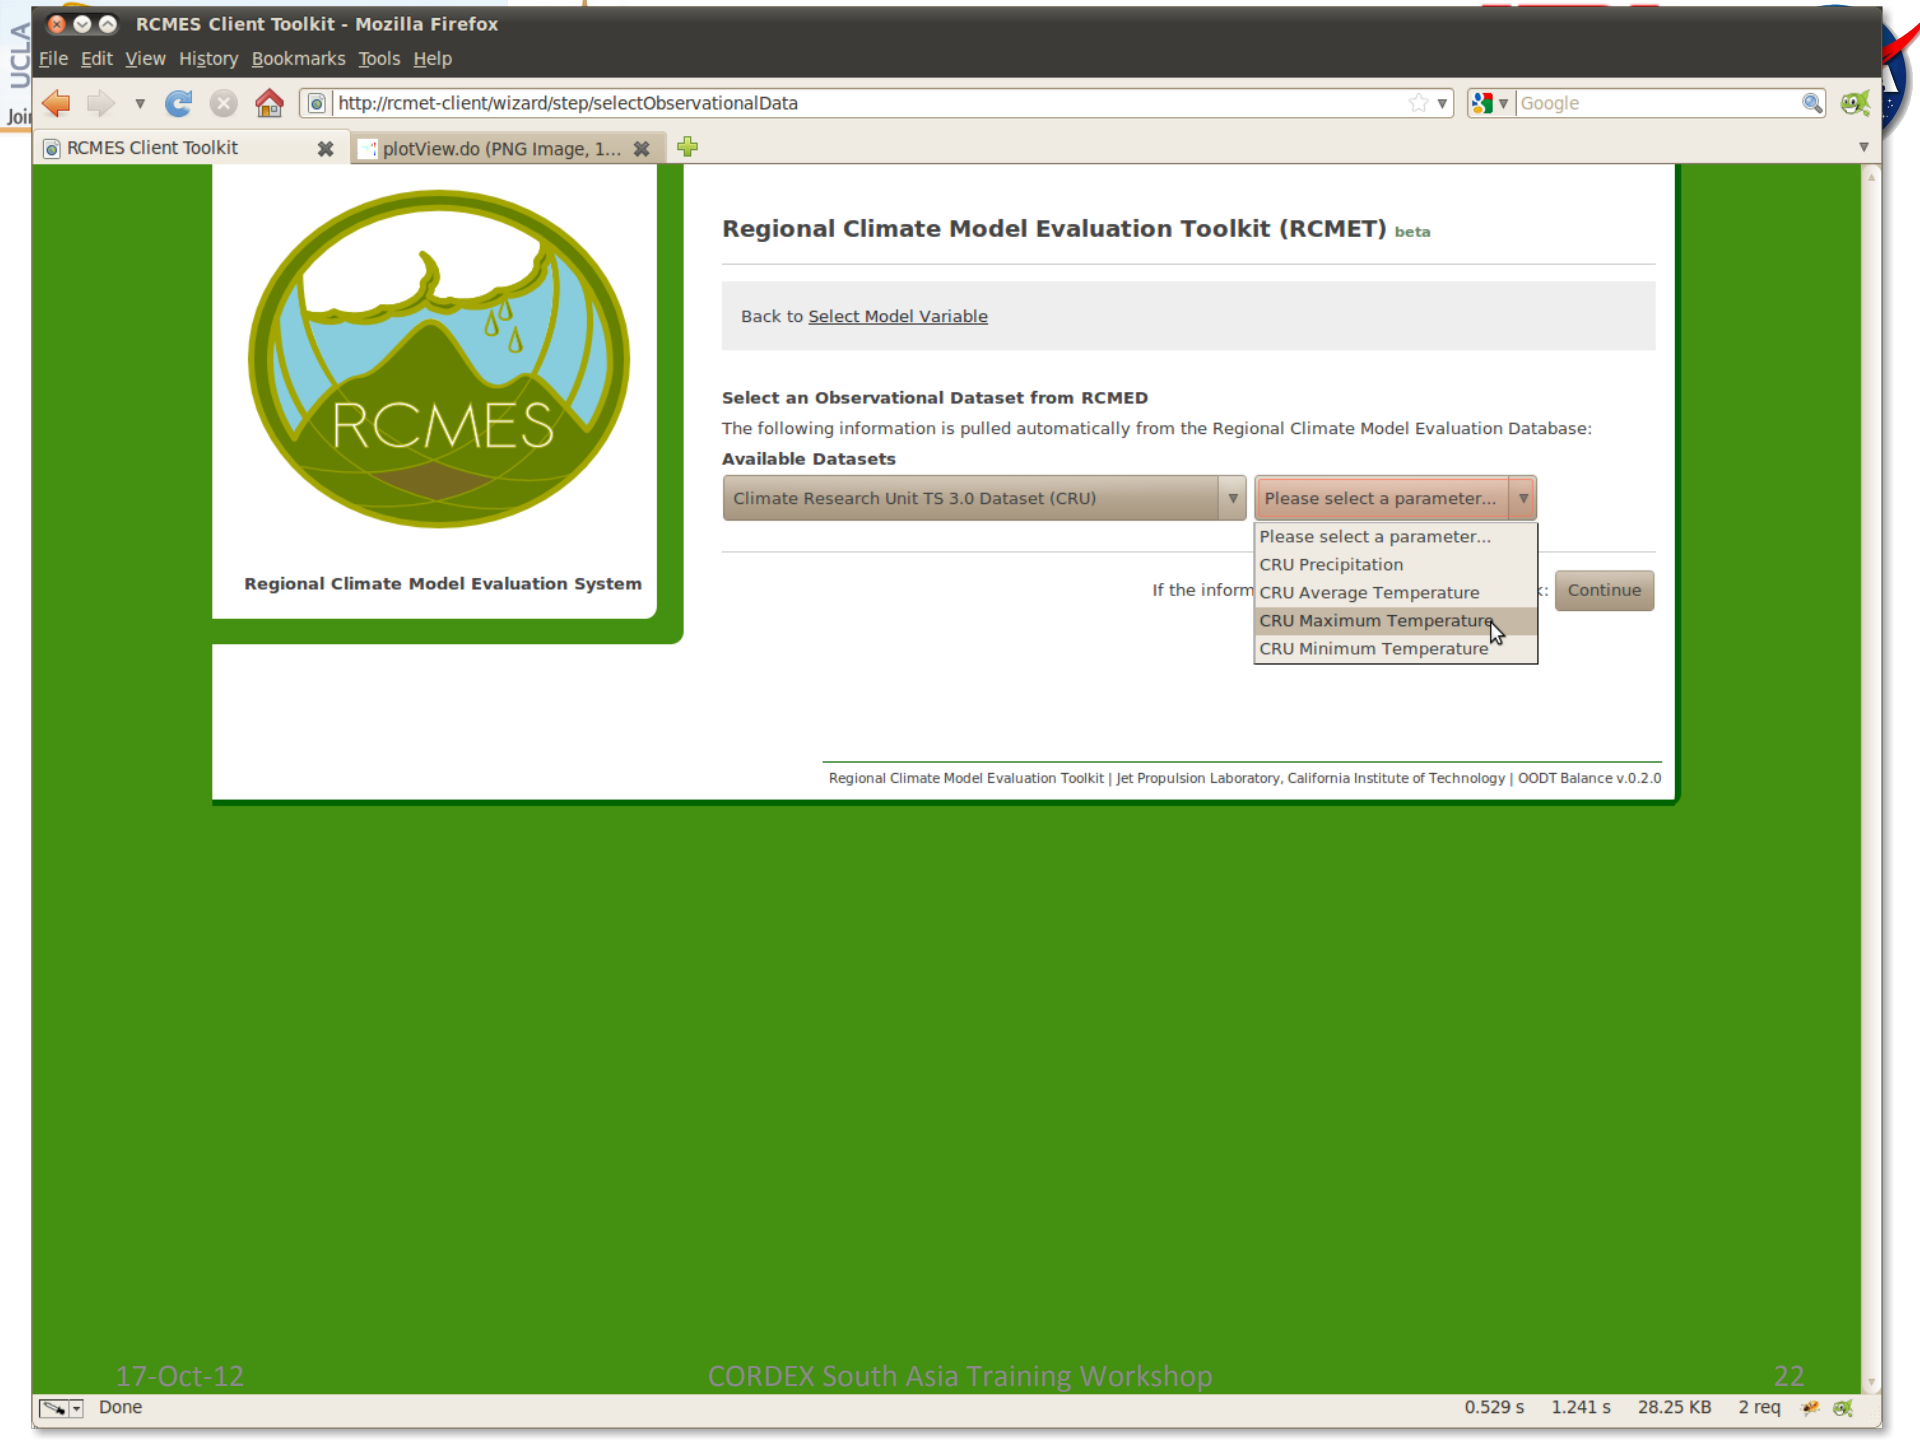 UCLA
Joi
RCMES Client Toolkit - Mozilla Firefox
File Edit View History Bookmarks Tools Help
http://rcmet-client/wizard/step/selectObservationalData
Google
RCMES Client Toolkit
plotView.do (PNG Image, 1...
RCMES
Regional Climate Model Evaluation System
Regional Climate Model Evaluation Toolkit (RCMET) beta
Back to Select Model Variable
Select an Observational Dataset from RCMED
The following information is pulled automatically from the Regional Climate Model Evaluation Database:
Available Datasets
Climate Research Unit TS 3.0 Dataset (CRU)
Please select a parameter...
Please select a parameter...
CRU Precipitation
CRU Average Temperature
CRU Maximum Temperature
CRU Minimum Temperature
If the inform
Continue
Regional Climate Model Evaluation Toolkit | Jet Propulsion Laboratory, California Institute of Technology | OODT Balance v.0.2.0
17-Oct-12 CORDEX South Asia Training Workshop 22
Done 0.529 s 1.241 s 28.25 KB 2 req